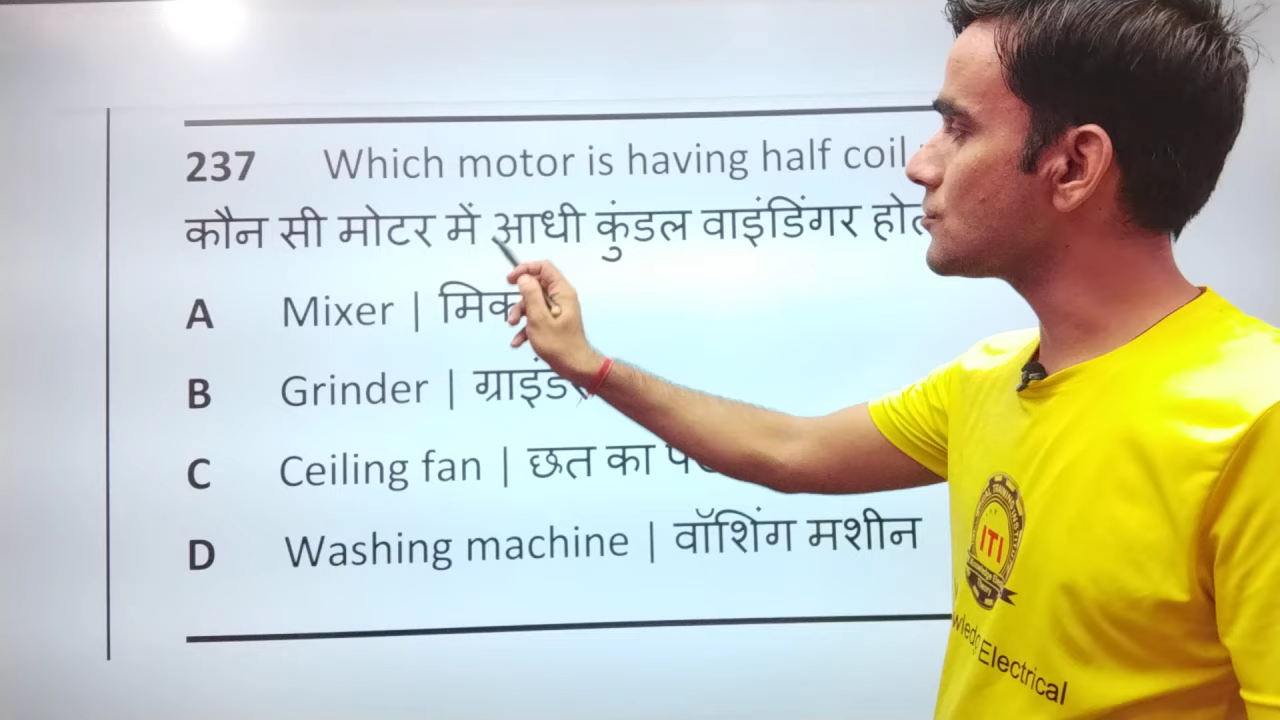 237 Which motor is having half coil
कौन सी मोटर में आधी कुंडल वाइंडिंगर
A Mixer |
B Grinder |
C Ceiling fan | छत का
D Washing machine | वॉशिंग मशीन
ITI
Electrical